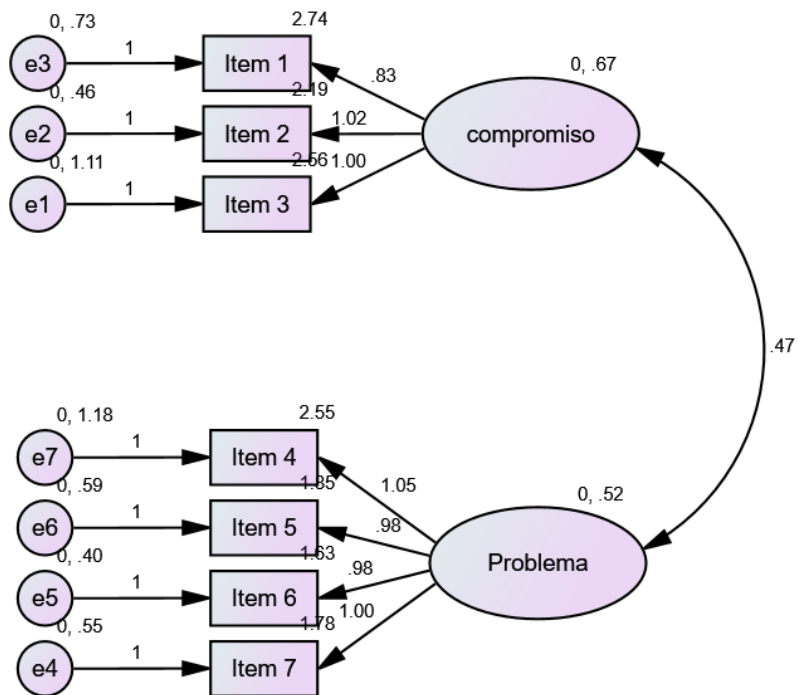 0, .73
2.74
e3
1
Item 1
.83
0, .67
0, .46
2.19
e2
1
Item 2
1.02
compromiso
0, 1.11
2.56
1.00
e1
1
Item 3
.47
0, 1.18
2.55
e7
1
Item 4
1.05
0, .59
1.85
0, .52
e6
1
Item 5
.98
0, .40
1.63
Problema
e5
1
Item 6
.98
0, .55
1.78
1.00
e4
1
Item 7